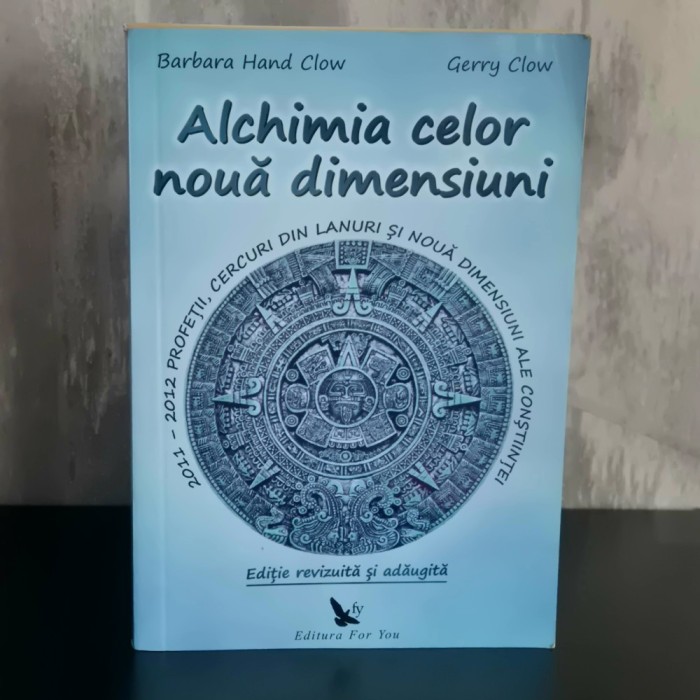 Barbara Hand Clow
Gerry Clow
Alchimia celor
nouă dimensiuni
2011 - 2012 PROFEȚII, CERCURI DIN LANURI ȘI NOUĂ DIMENSIUNI ALE CONȘTIINȚEI
Ediție revizuită și adăugită
fy
Editura For You